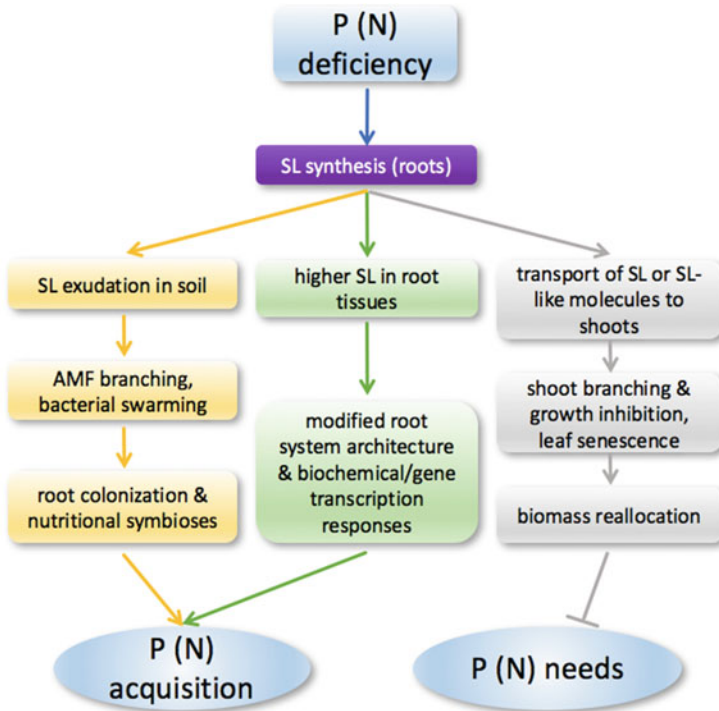 P (N)
deficiency
SL synthesis (roots)
SL exudation in soil
AMF branching,
bacterial swarming
root colonization &
nutritional symbioses
higher SL in root
tissues
modified root
system architecture
& biochemical/gene
transcription
responses
transport of SL or SL-
like molecules to
shoots
shoot branching &
growth inhibition,
leaf senescence
biomass reallocation
P (N)
acquisition
P (N) needs